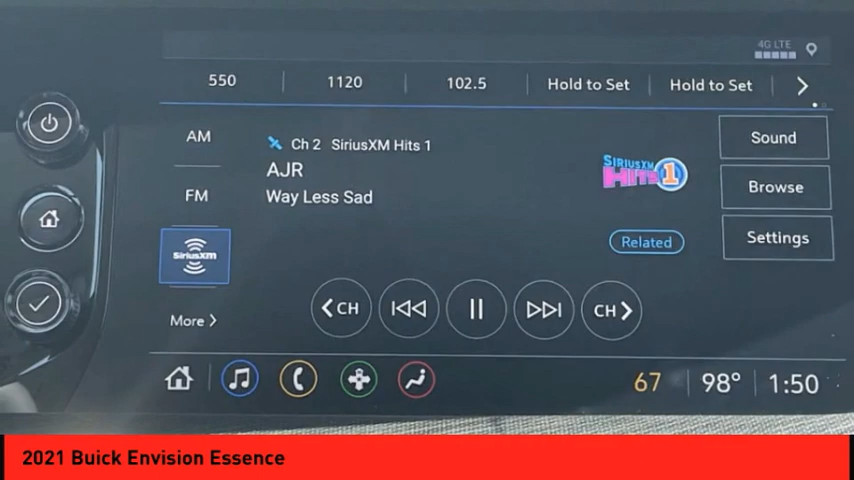 4G LTE
550 1120 102.5 Hold to Set Hold to Set
AM
FM
SiriusXM
More
Ch 2 SiriusXM Hits 1
AJR
Way Less Sad
SIRIUSXM
HITS 1
Related
Sound
Browse
Settings
CH CH
67 98° 1:50
2021 Buick Envision Essence